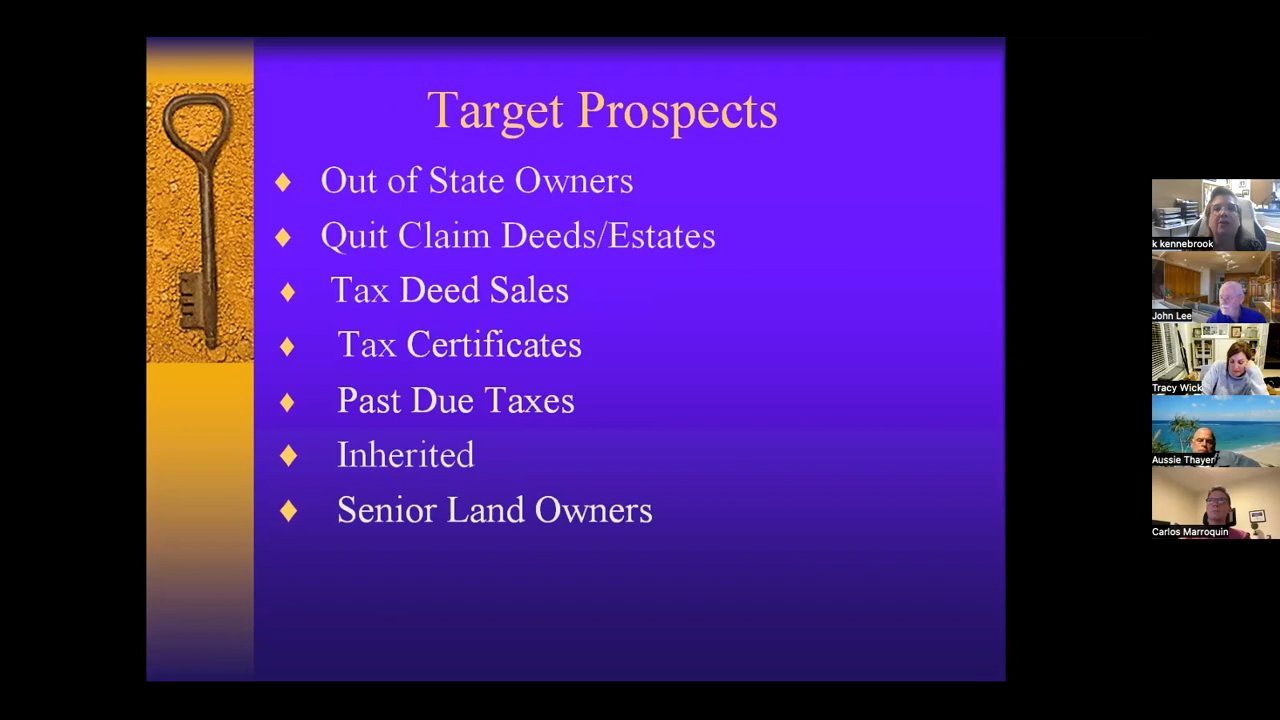 Target Prospects
Out of State Owners
Quit Claim Deeds/Estates
Tax Deed Sales
Tax Certificates
Past Due Taxes
Inherited
Senior Land Owners
k kennebrook
John Lee
Tracy Wick
Aussie Thayer
Carlos Marroquin